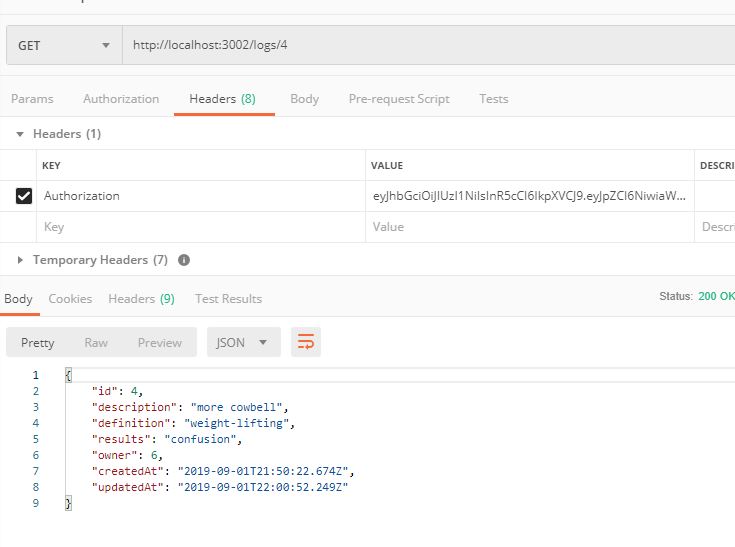 GET http://localhost:3002/logs/4
Params Authorization Headers (8) Body Pre-request Script Tests
Headers (1)
KEY VALUE DESCRI
Authorization eyJhbGciOiJIUzI1NiIsInR5cCI6IkpXVCJ9.eyJpZCI6NiwiaW...
Key Value Descri
Temporary Headers (7)
Body Cookies Headers (9) Test Results Status: 200 OK
Pretty Raw Preview JSON
1 {
2 "id": 4,
3 "description": "more cowbell",
4 "definition": "weight-lifting",
5 "results": "confusion",
6 "owner": 6,
7 "createdAt": "2019-09-01T21:50:22.674Z",
8 "updatedAt": "2019-09-01T22:00:52.249Z"
9 }